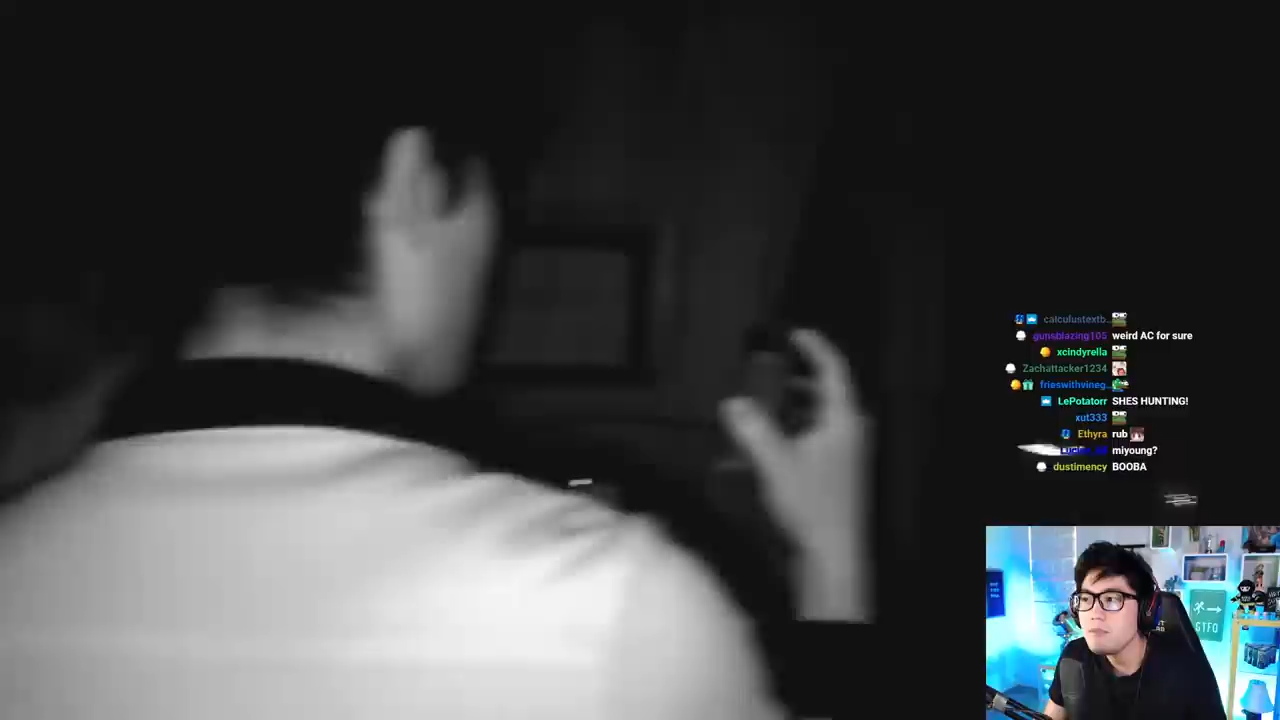 calculustextb...
gunsblazing105 weird AC for sure
xcindyrella
Zachattacker1234
frieswithvineg...
LePotatorr SHES HUNTING!
xut333
Ethyra rub
miyoung?
dustimency BOOBA
GTFO